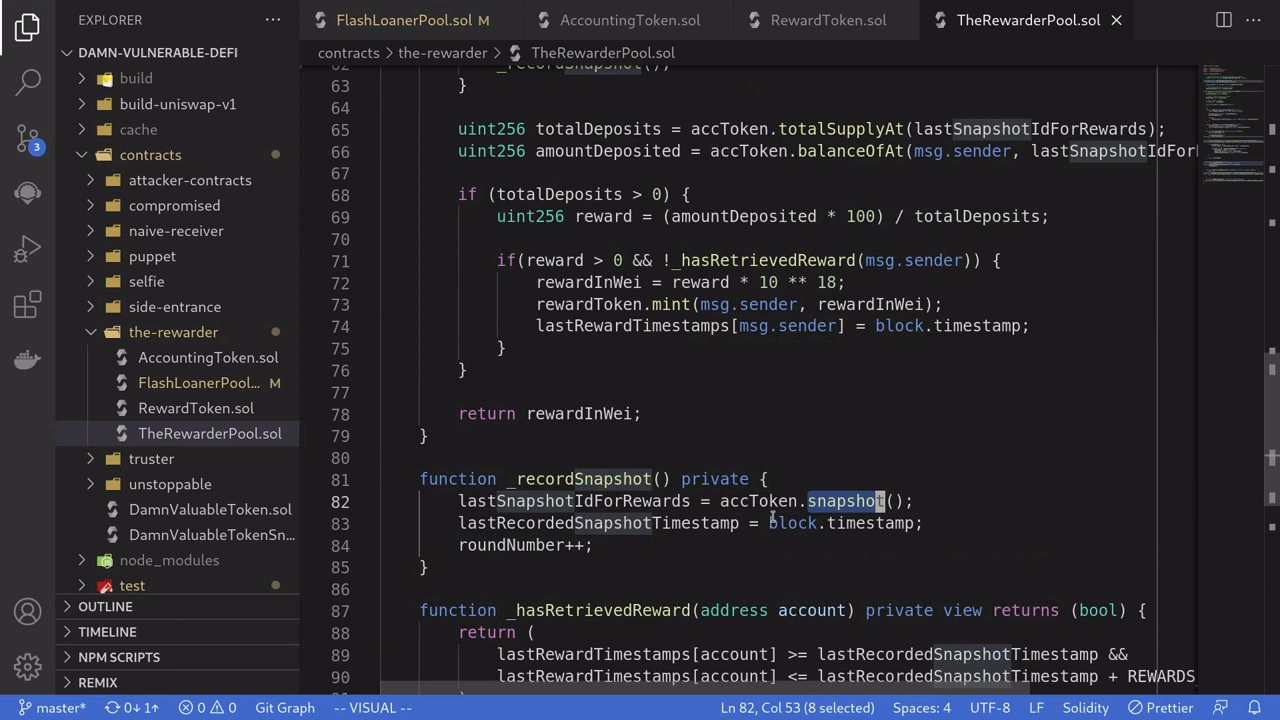 EXPLORER
FlashLoanerPool.sol M
AccountingToken.sol
RewardToken.sol
TheRewarderPool.sol
contracts the-rewarder TheRewarderPool.sol
DAMN-VULNERABLE-DEFI
build
build-uniswap-v1
cache
contracts
attacker-contracts
compromised
naive-receiver
puppet
selfie
side-entrance
the-rewarder
AccountingToken.sol
FlashLoanerPool... M
RewardToken.sol
TheRewarderPool.sol
truster
unstoppable
DamnValuableToken.sol
DamnValuableTokenSn...
node_modules
test
OUTLINE
TIMELINE
NPM SCRIPTS
REMIX
3
62 _recordSnapshot();
63 }
64
65 uint256 totalDeposits = accToken.totalSupplyAt(lastSnapshotIdForRewards);
66 uint256 amountDeposited = accToken.balanceOfAt(msg.sender, lastSnapshotIdForR
67
68 if (totalDeposits > 0) {
69 uint256 reward = (amountDeposited * 100) / totalDeposits;
70
71 if(reward > 0 && !_hasRetrievedReward(msg.sender)) {
72 rewardInWei = reward * 10 ** 18;
73 rewardToken.mint(msg.sender, rewardInWei);
74 lastRewardTimestamps[msg.sender] = block.timestamp;
75 }
76 }
77
78 return rewardInWei;
79 }
80
81 function _recordSnapshot() private {
82 lastSnapshotIdForRewards = accToken.snapshot();
83 lastRecordedSnapshotTimestamp = block.timestamp;
84 roundNumber++;
85 }
86
87 function _hasRetrievedReward(address account) private view returns (bool) {
88 return (
89 lastRewardTimestamps[account] >= lastRecordedSnapshotTimestamp &&
90 lastRewardTimestamps[account] <= lastRecordedSnapshotTimestamp + REWARDS_
master* 0↓ 1↑ 0 0 Git Graph -- VISUAL -- Ln 82, Col 53 (8 selected) Spaces: 4 UTF-8 LF Solidity Prettier